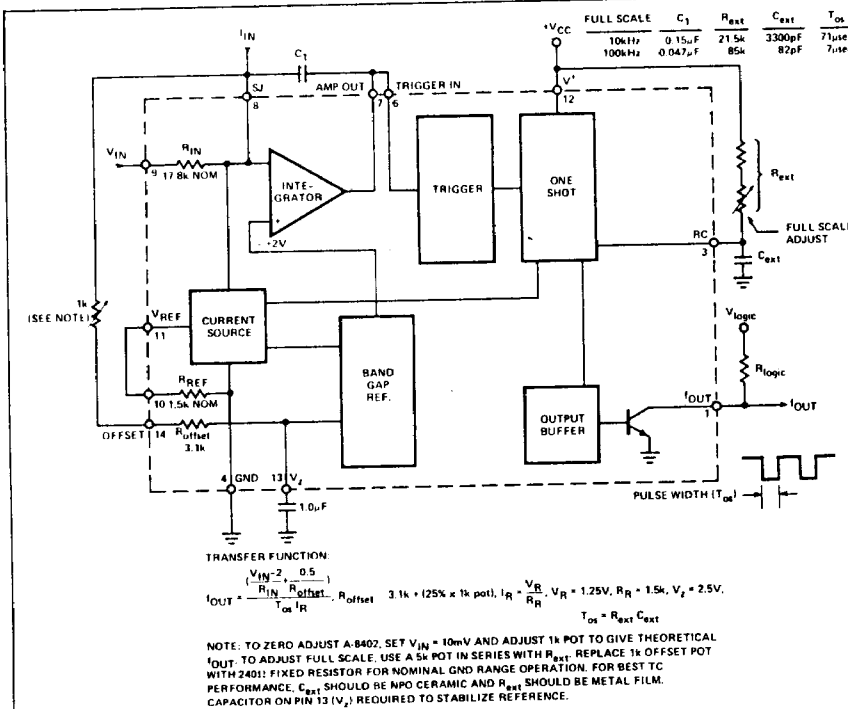 FULL SCALE C1 Rext Cext Tos
10kHz 0.15µF 21.5k 3300pF 71µsec
100kHz 0.047µF 85k 82pF 7µsec
IIN
+VCC
C1
SJ
8
AMP OUT
7
6
TRIGGER IN
V+
12
VIN
9
RIN
17.8k NOM
INTE-
GRATOR
+
+2V
TRIGGER
ONE
SHOT
Rext
FULL SCALE
ADJUST
RC
3
Cext
1k
(SEE NOTE)
VREF
11
CURRENT
SOURCE
BAND
GAP
REF.
Vlogic
Rlogic
RREF
10 1.5k NOM
OFFSET
14
Roffset
3.1k
OUTPUT
BUFFER
fOUT
1
fOUT
4 GND
13 Vz
1.0µF
PULSE WIDTH (Tos)
TRANSFER FUNCTION:
fOUT = (VIN-2/RIN + 0.5/Roffset) / Tos IR, Roffset 3.1k + (25% x 1k pot), IR = VR/RR, VR = 1.25V, RR = 1.5k, Vz = 2.5V,
Tos = Rext Cext
NOTE: TO ZERO ADJUST A-8402, SET VIN = 10mV AND ADJUST 1k POT TO GIVE THEORETICAL
fOUT. TO ADJUST FULL SCALE, USE A 5k POT IN SERIES WITH Rext. REPLACE 1k OFFSET POT
WITH FIXED RESISTOR FOR NOMINAL GND RANGE OPERATION. FOR BEST TC
PERFORMANCE, Cext SHOULD BE NPO CERAMIC AND Rext SHOULD BE METAL FILM.
CAPACITOR ON PIN 13 (Vz) REQUIRED TO STABILIZE REFERENCE.